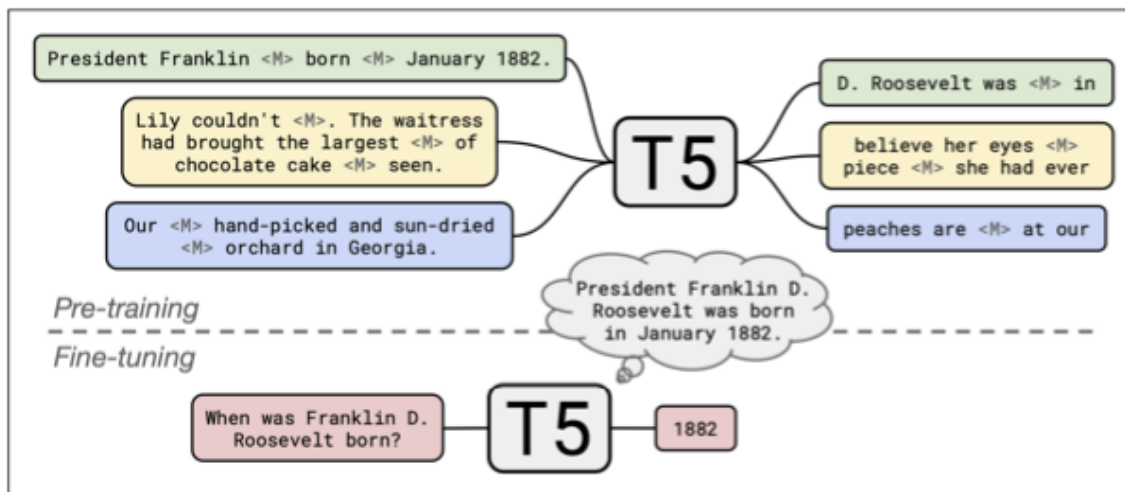 President Franklin <M> born <M> January 1882.
Lily couldn't <M>. The waitress
had brought the largest <M> of
chocolate cake <M> seen.
Our <M> hand-picked and sun-dried
<M> orchard in Georgia.
T5
D. Roosevelt was <M> in
believe her eyes <M>
piece <M> she had ever
peaches are <M> at our
Pre-training
President Franklin D.
Roosevelt was born
in January 1882.
Fine-tuning
When was Franklin D.
Roosevelt born?
T5
1882